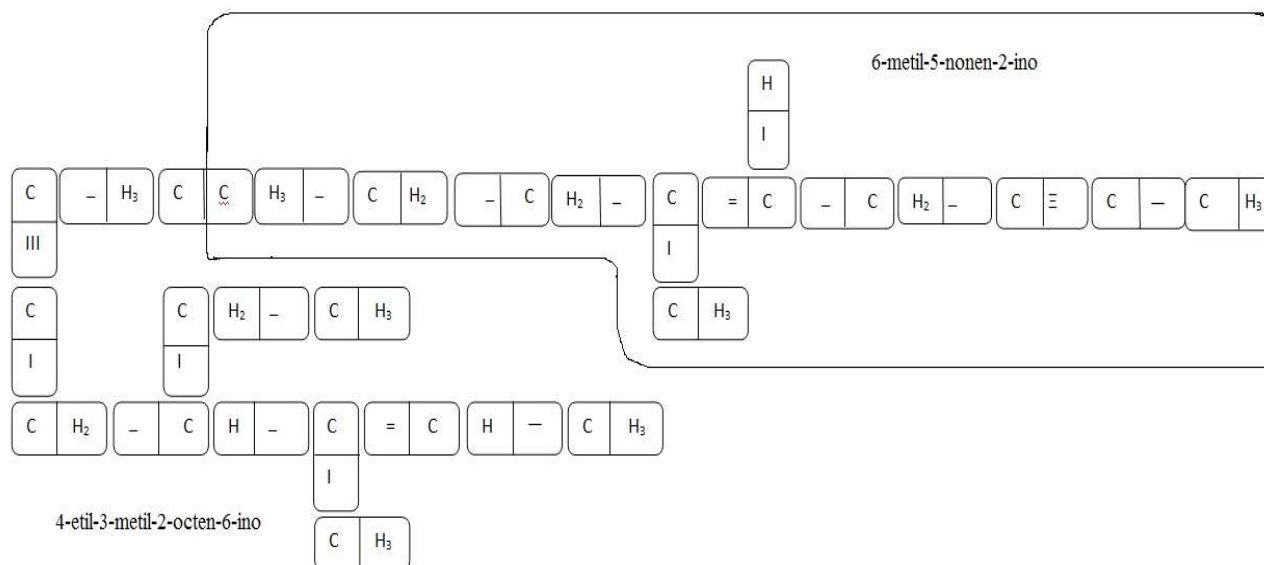 6-metil-5-nonen-2-ino
H
I
C – H₃ C C H₃ – C H₂ – C H₂ – C = C – C H₂ – C Ξ C — C H₃
III I
C C H₂ – C H₃ C H₃
I I
C H₂ – C H – C = C H — C H₃
I
4-etil-3-metil-2-octen-6-ino
C H₃